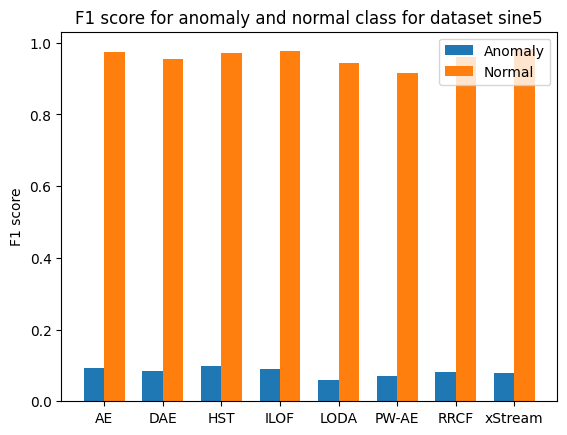 F1 score for anomaly and normal class for dataset sine5
F1 score
1.0
0.8
0.6
0.4
0.2
0.0
Anomaly
Normal
AE DAE HST ILOF LODA PW-AE RRCF xStream